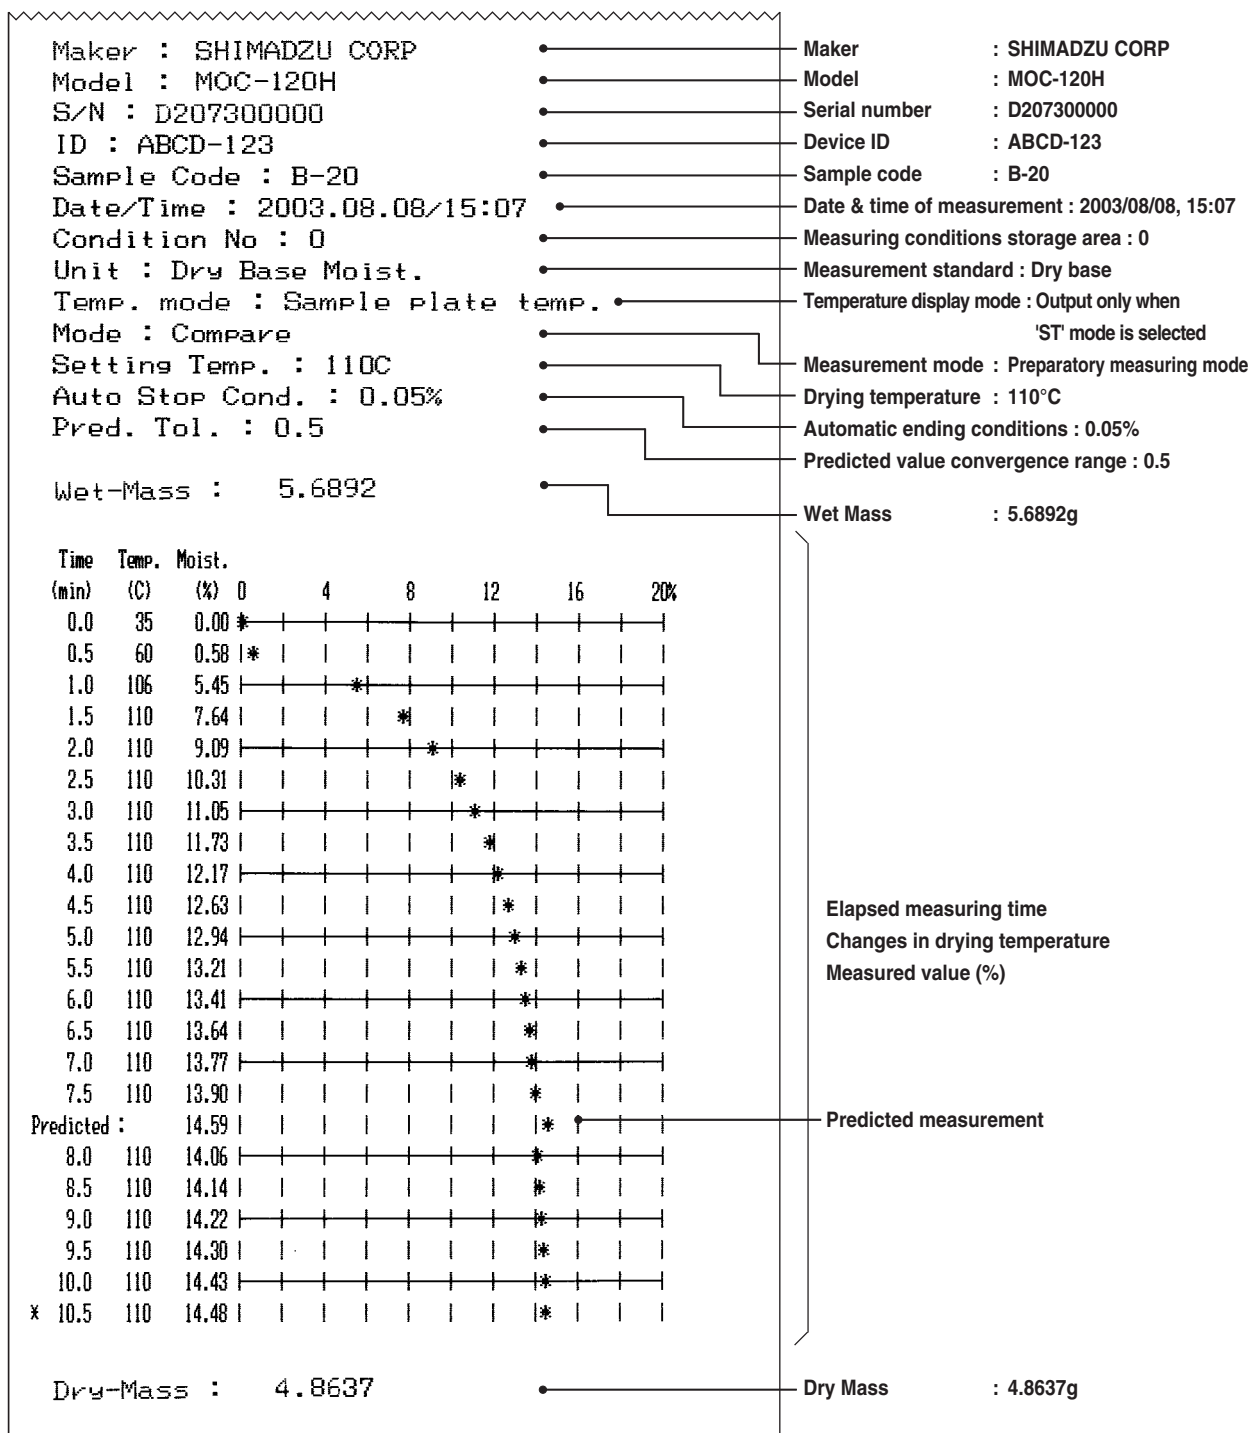 Maker : SHIMADZU CORP
Model : MOC-120H
S/N : D207300000
ID : ABCD-123
Sample Code : B-20
Date/Time : 2003.08.08/15:07
Condition No : 0
Unit : Dry Base Moist.
Temp. mode : Sample plate temp.
Mode : Compare
Setting Temp. : 110C
Auto Stop Cond. : 0.05%
Pred. Tol. : 0.5
Wet-Mass : 5.6892
Time Temp. Moist.
(min) (C) (%) 0 4 8 12 16 20%
0.0 35 0.00 *
0.5 60 0.58 *
1.0 106 5.45 *
1.5 110 7.64 *
2.0 110 9.09 *
2.5 110 10.31 *
3.0 110 11.05 *
3.5 110 11.73 *
4.0 110 12.17 *
4.5 110 12.63 *
5.0 110 12.94 *
5.5 110 13.21 *
6.0 110 13.41 *
6.5 110 13.64 *
7.0 110 13.77 *
7.5 110 13.90 *
Predicted : 14.59 *
8.0 110 14.06 *
8.5 110 14.14 *
9.0 110 14.22 *
9.5 110 14.30 *
10.0 110 14.43 *
* 10.5 110 14.48 *
Dry-Mass : 4.8637
Maker : SHIMADZU CORP
Model : MOC-120H
Serial number : D207300000
Device ID : ABCD-123
Sample code : B-20
Date & time of measurement : 2003/08/08, 15:07
Measuring conditions storage area : 0
Measurement standard : Dry base
Temperature display mode : Output only when
'ST' mode is selected
Measurement mode : Preparatory measuring mode
Drying temperature : 110°C
Automatic ending conditions : 0.05%
Predicted value convergence range : 0.5
Wet Mass : 5.6892g
Elapsed measuring time
Changes in drying temperature
Measured value (%)
Predicted measurement
Dry Mass : 4.8637g